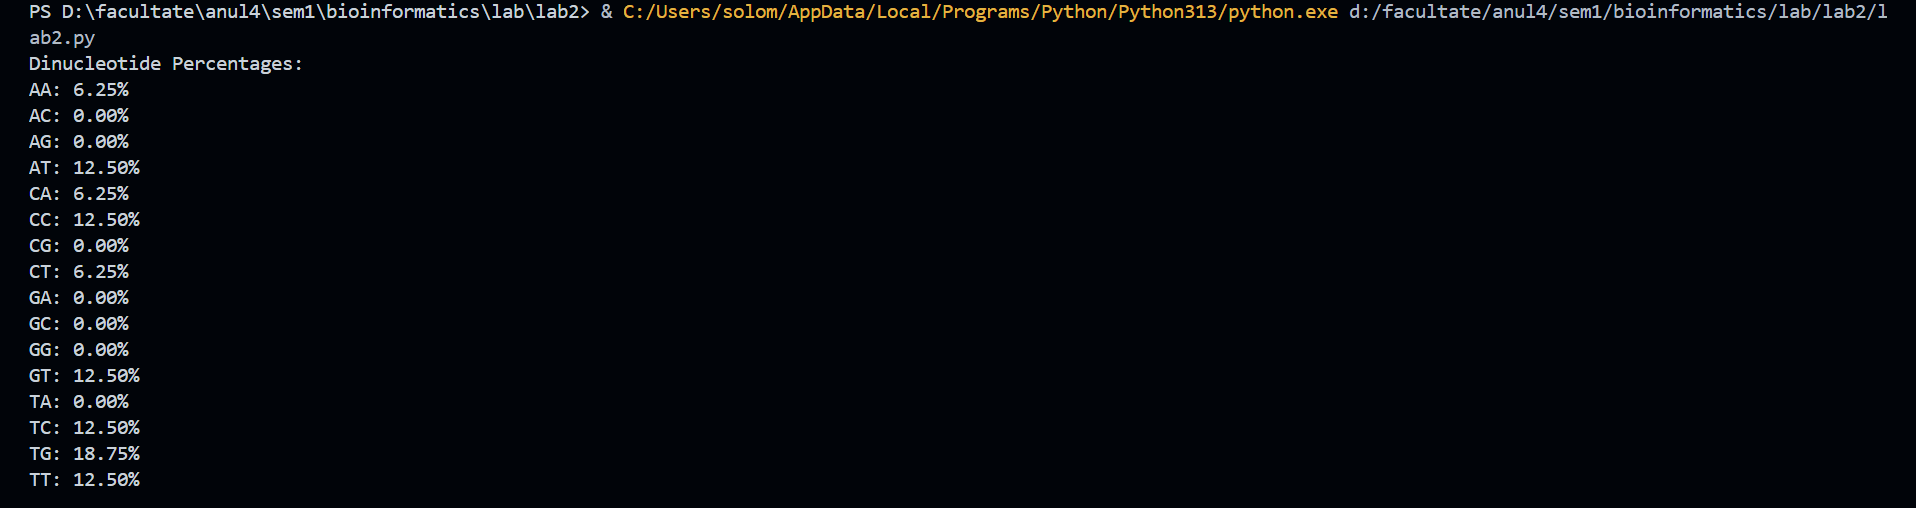 PS D:\facultate\anul4\sem1\bioinformatics\lab\lab2> & C:/Users/solom/AppData/Local/Programs/Python/Python313/python.exe d:/facultate/anul4/sem1/bioinformatics/lab/lab2/l
ab2.py
Dinucleotide Percentages:
AA: 6.25%
AC: 0.00%
AG: 0.00%
AT: 12.50%
CA: 6.25%
CC: 12.50%
CG: 0.00%
CT: 6.25%
GA: 0.00%
GC: 0.00%
GG: 0.00%
GT: 12.50%
TA: 0.00%
TC: 12.50%
TG: 18.75%
TT: 12.50%